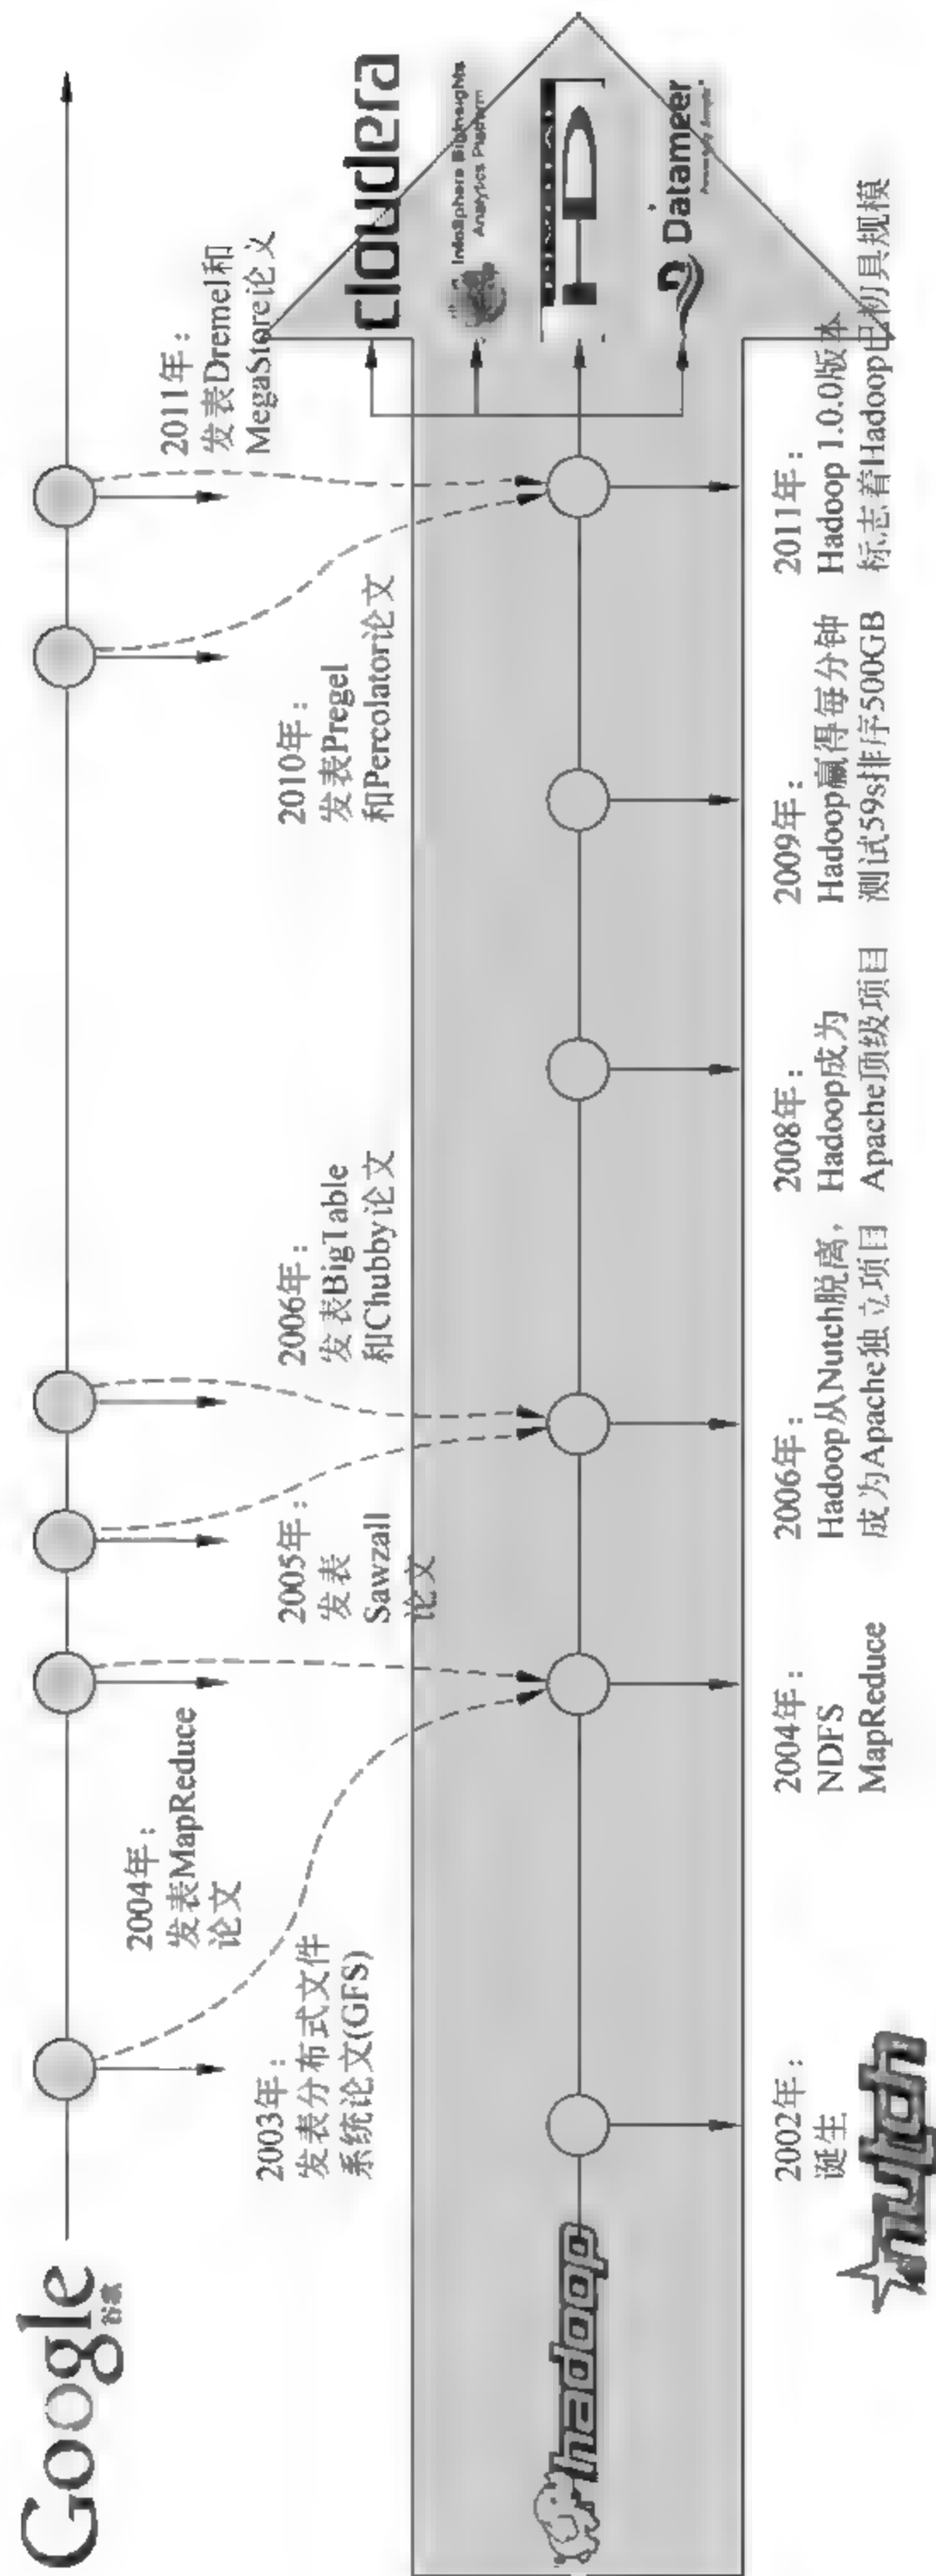 Google
谷歌
2003年：
发表分布式文件
系统论文(GFS)
2004年：
发表MapReduce
论文
2005年：
发表
Sawzall
论文
2006年：
发表BigTable
和Chubby论文
2010年：
发表Pregel
和Percolator论文
2011年：
发表Dremel和
MegaStore论文
hadoop
cloudera
InfoSphere BigInsights
Analytics Platform
Datameer
2002年：
诞生
nutch
2004年：
NDFS
MapReduce
2006年：
Hadoop从Nutch脱离，
成为Apache独立项目
2008年：
Hadoop成为
Apache顶级项目
2009年：
Hadoop赢得每分钟
测试59s排序500GB
2011年：
Hadoop 1.0.0版本
标志着Hadoop已初具规模